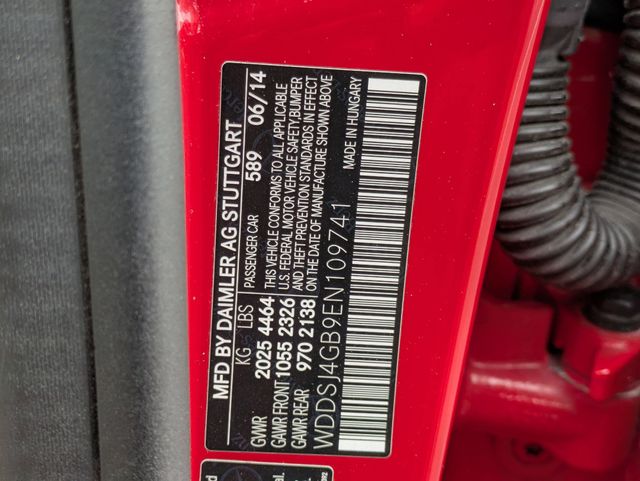 MFD BY DAIMLER AG STUTTGART
KG LBS PASSENGER CAR 589 06/14
GVWR 2025 4464 THIS VEHICLE CONFORMS TO ALL APPLICABLE
GAWR FRONT 1055 2326 U.S. FEDERAL MOTOR VEHICLE SAFETY,BUMPER
GAWR REAR 970 2138 AND THEFT PREVENTION STANDARDS IN EFFECT
ON THE DATE OF MANUFACTURE SHOWN ABOVE
WDDSJ4GB9EN109741 MADE IN HUNGARY